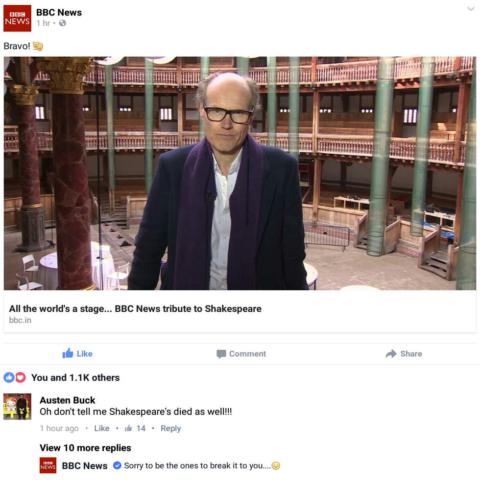 BBC
NEWS
BBC News
1 hr •
Bravo!
All the world's a stage... BBC News tribute to Shakespeare
bbc.in
Like
Comment
Share
You and 1.1K others
Austen Buck
Oh don't tell me Shakespeare's died as well!!!
1 hour ago • Like • 14 • Reply
View 10 more replies
BBC
NEWS
BBC News Sorry to be the ones to break it to you....